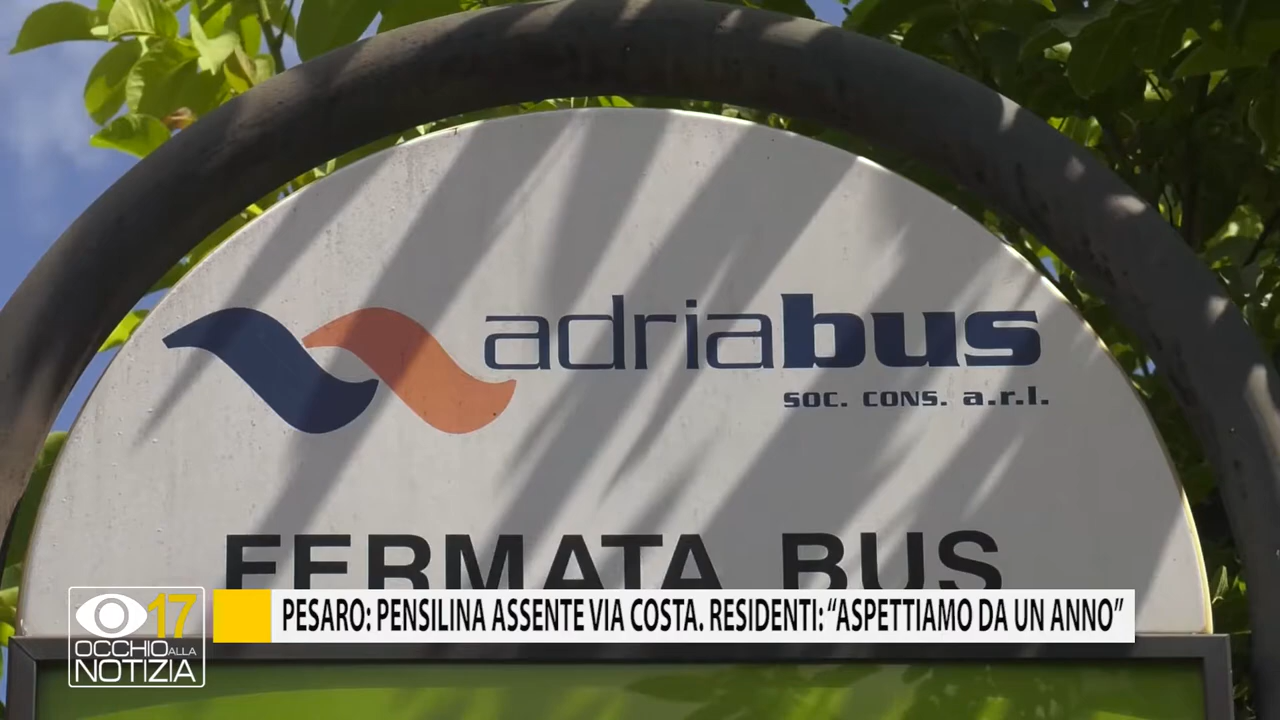 adriabus
SOC. CONS. a.r.l.
FERMATA BUS
PESARO: PENSILINA ASSENTE VIA COSTA. RESIDENTI: “ASPETTIAMO DA UN ANNO”
17
OCCHIO ALLA
NOTIZIA